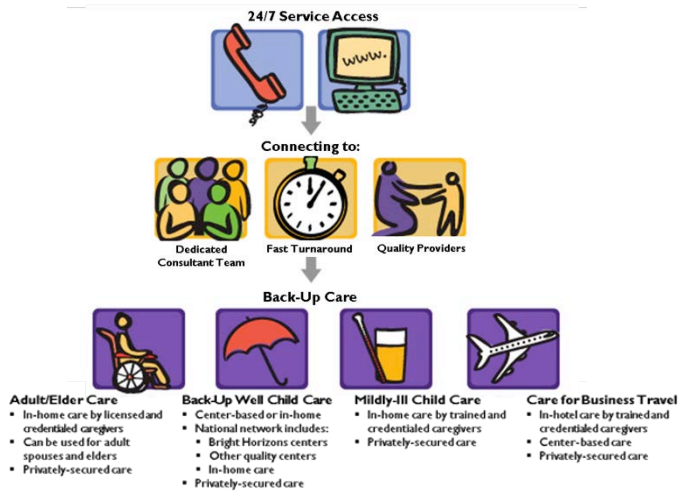 24/7 Service Access
www.
Connecting to:
Dedicated
Consultant Team
Fast Turnaround
Quality Providers
Back-Up Care
Adult/Elder Care
▪ In-home care by licensed and
credentialed caregivers
▪ Can be used for adult
spouses and elders
▪ Privately-secured care
Back-Up Well Child Care
▪ Center-based or in-home
▪ National network includes:
▪ Bright Horizons centers
▪ Other quality centers
▪ In-home care
▪ Privately-secured care
Mildly-Ill Child Care
▪ In-home care by trained and
credentialed caregivers
▪ Privately-secured care
Care for Business Travel
▪ In-hotel care by trained and
credentialed caregivers
▪ Center-based care
▪ Privately-secured care